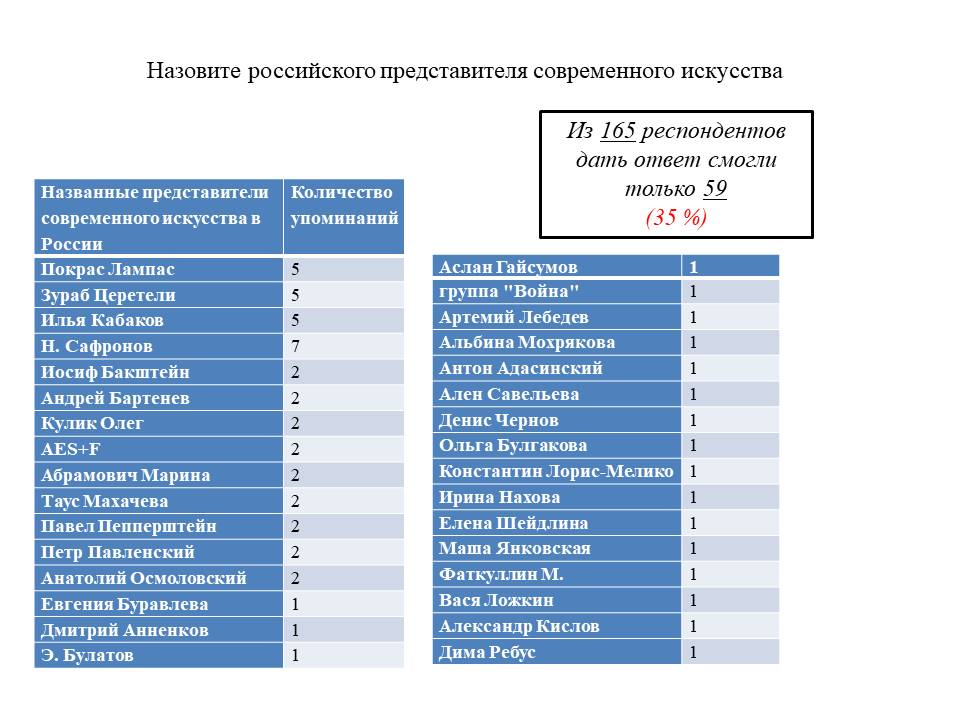 Назовите российского представителя современного искусства
Из 165 респондентов
дать ответ смогли
только 59
(35 %)
Названные представители Количество
современного искусства в упоминаний
России
Покрас Лампас 5
Зураб Церетели 5
Илья Кабаков 5
Н. Сафронов 7
Иосиф Бакштейн 2
Андрей Бартенев 2
Кулик Олег 2
AES+F 2
Абрамович Марина 2
Таус Махачева 2
Павел Пепперштейн 2
Петр Павленский 2
Анатолий Осмоловский 2
Евгения Буравлева 1
Дмитрий Анненков 1
Э. Булатов 1
Аслан Гайсумов 1
группа "Война" 1
Артемий Лебедев 1
Альбина Мохрякова 1
Антон Адасинский 1
Ален Савельева 1
Денис Чернов 1
Ольга Булгакова 1
Константин Лорис-Мелико 1
Ирина Нахова 1
Елена Шейдлина 1
Маша Янковская 1
Фаткуллин М. 1
Вася Ложкин 1
Александр Кислов 1
Дима Ребус 1